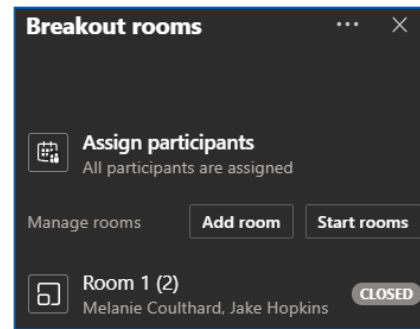 Breakout rooms
Assign participants
All participants are assigned
Manage rooms Add room Start rooms
Room 1 (2) CLOSED
Melanie Coulthard, Jake Hopkins